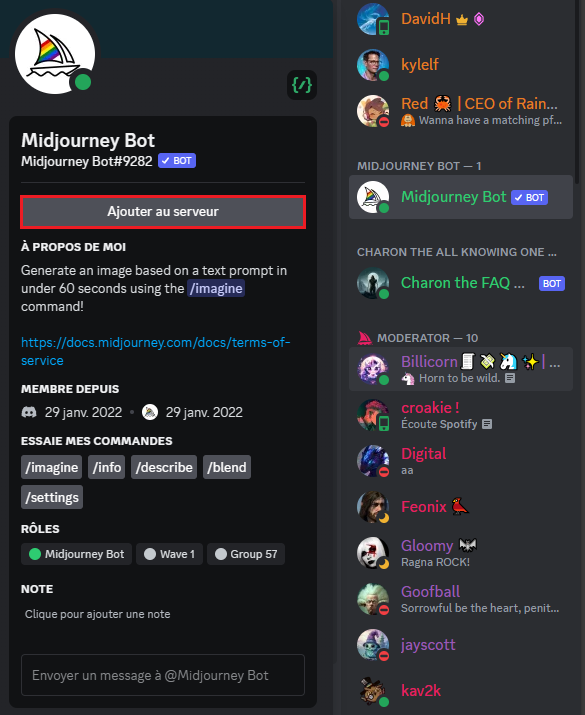 Midjourney Bot
Midjourney Bot#9282 ✓ BOT
Ajouter au serveur
À PROPOS DE MOI
Generate an image based on a text prompt in
under 60 seconds using the /imagine
command!
https://docs.midjourney.com/docs/terms-of-
service
MEMBRE DEPUIS
29 janv. 2022 • 29 janv. 2022
ESSAIE MES COMMANDES
/imagine /info /describe /blend
/settings
RÔLES
Midjourney Bot Wave 1 Group 57
NOTE
Clique pour ajouter une note
Envoyer un message à @Midjourney Bot
DavidH
kylelf
Red 🦀 | CEO of Rain...
Wanna have a matching pf...
MIDJOURNEY BOT — 1
Midjourney Bot ✓ BOT
CHARON THE ALL KNOWING ONE ...
Charon the FAQ ... BOT
MODERATOR — 10
Billicorn 🧻 💸 🦄 ✨ | ...
🦄 Horn to be wild.
croakie !
Écoute Spotify
Digital
aa
Feonix
Gloomy
Ragna ROCK!
Goofball
Sorrowful be the heart, penit...
jayscott
kav2k